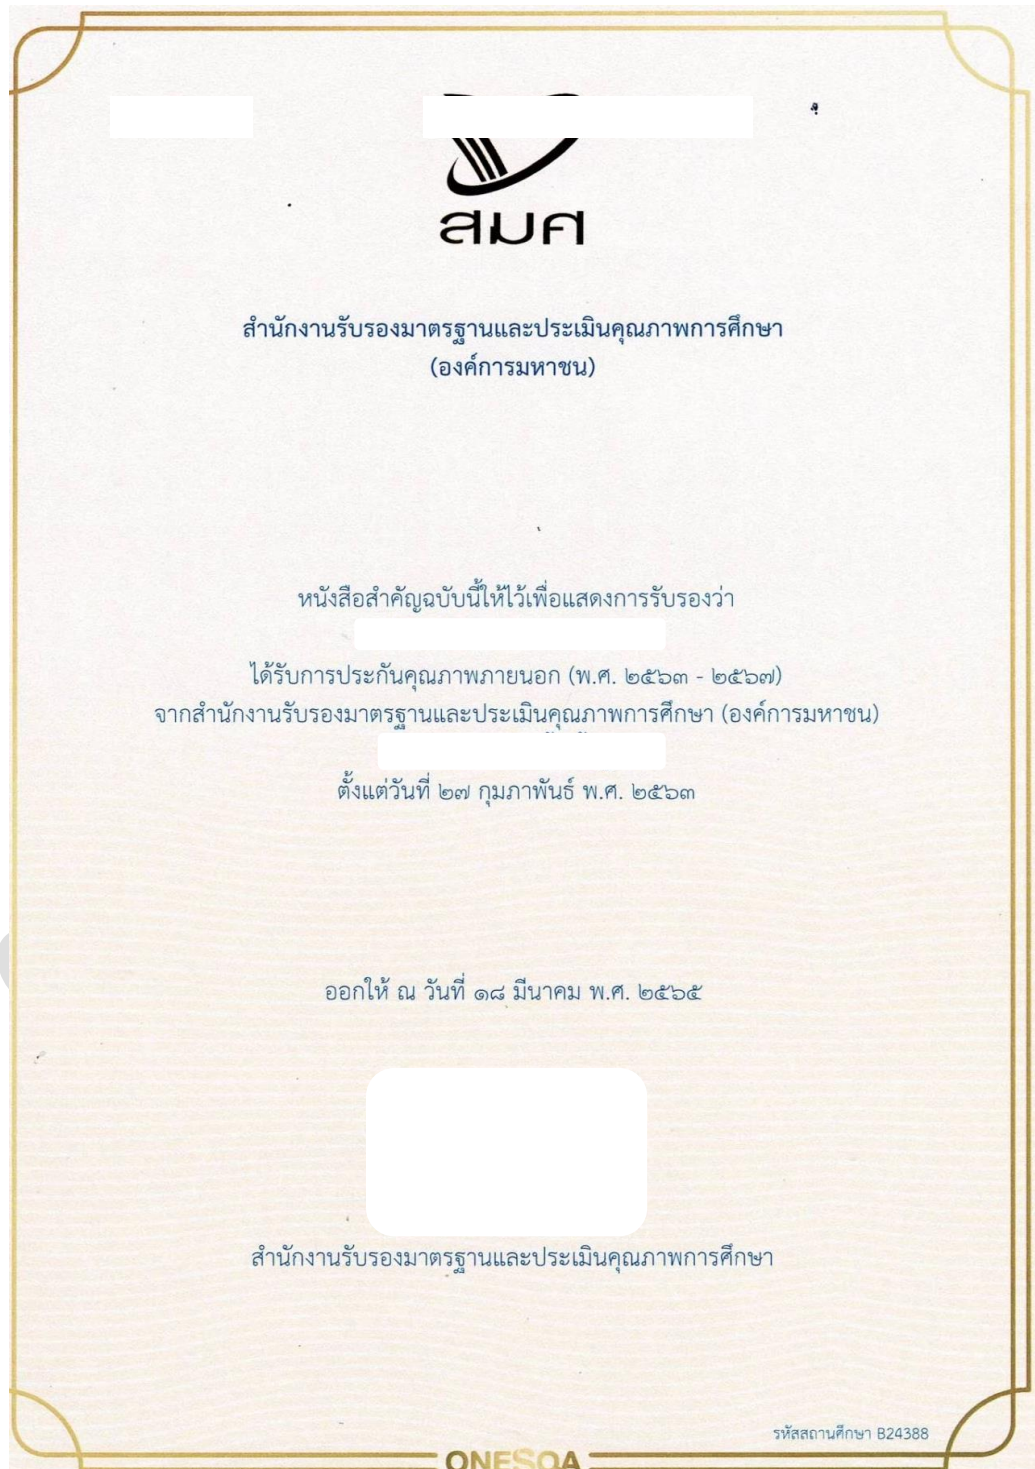 สมศ
สำนักงานรับรองมาตรฐานและประเมินคุณภาพการศึกษา
(องค์การมหาชน)
หนังสือสำคัญฉบับนี้ให้ไว้เพื่อแสดงการรับรองว่า
ได้รับการประกันคุณภาพภายนอก (พ.ศ. ๒๕๖๓ - ๒๕๖๗)
จากสำนักงานรับรองมาตรฐานและประเมินคุณภาพการศึกษา (องค์การมหาชน)
ตั้งแต่วันที่ ๒๗ กุมภาพันธ์ พ.ศ. ๒๕๖๓
ออกให้ ณ วันที่ ๑๘ มีนาคม พ.ศ. ๒๕๖๕
สำนักงานรับรองมาตรฐานและประเมินคุณภาพการศึกษา
รหัสสถานศึกษา B24388
ONESQA